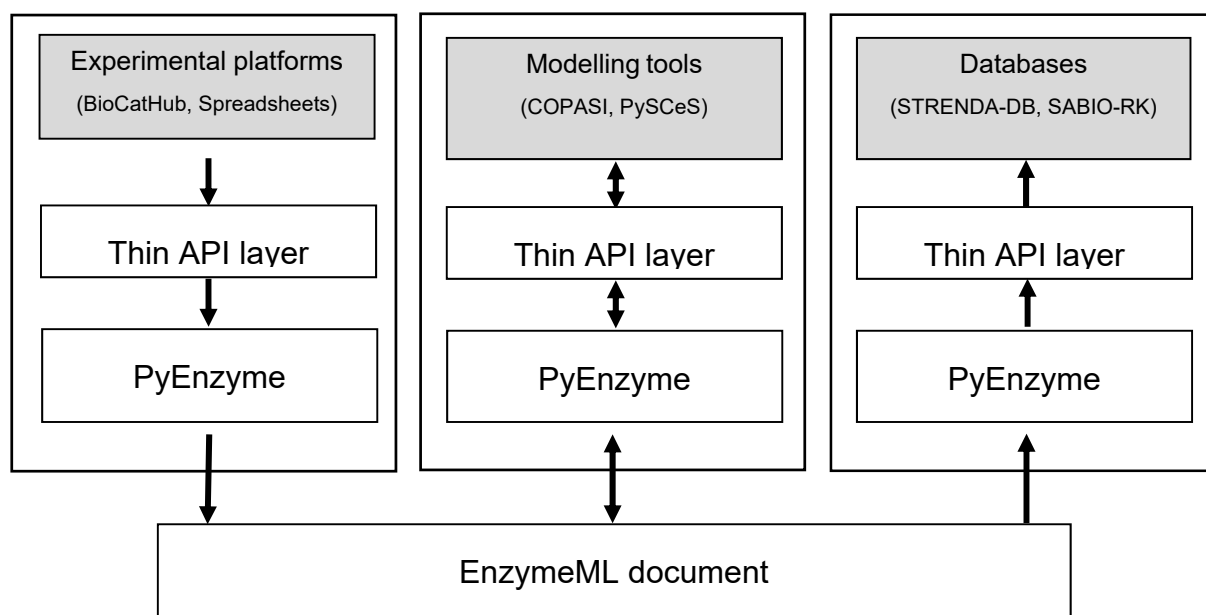 Experimental platforms
(BioCatHub, Spreadsheets)
Thin API layer
PyEnzyme
Modelling tools
(COPASI, PySCeS)
Thin API layer
PyEnzyme
Databases
(STRENDA-DB, SABIO-RK)
Thin API layer
PyEnzyme
EnzymeML document